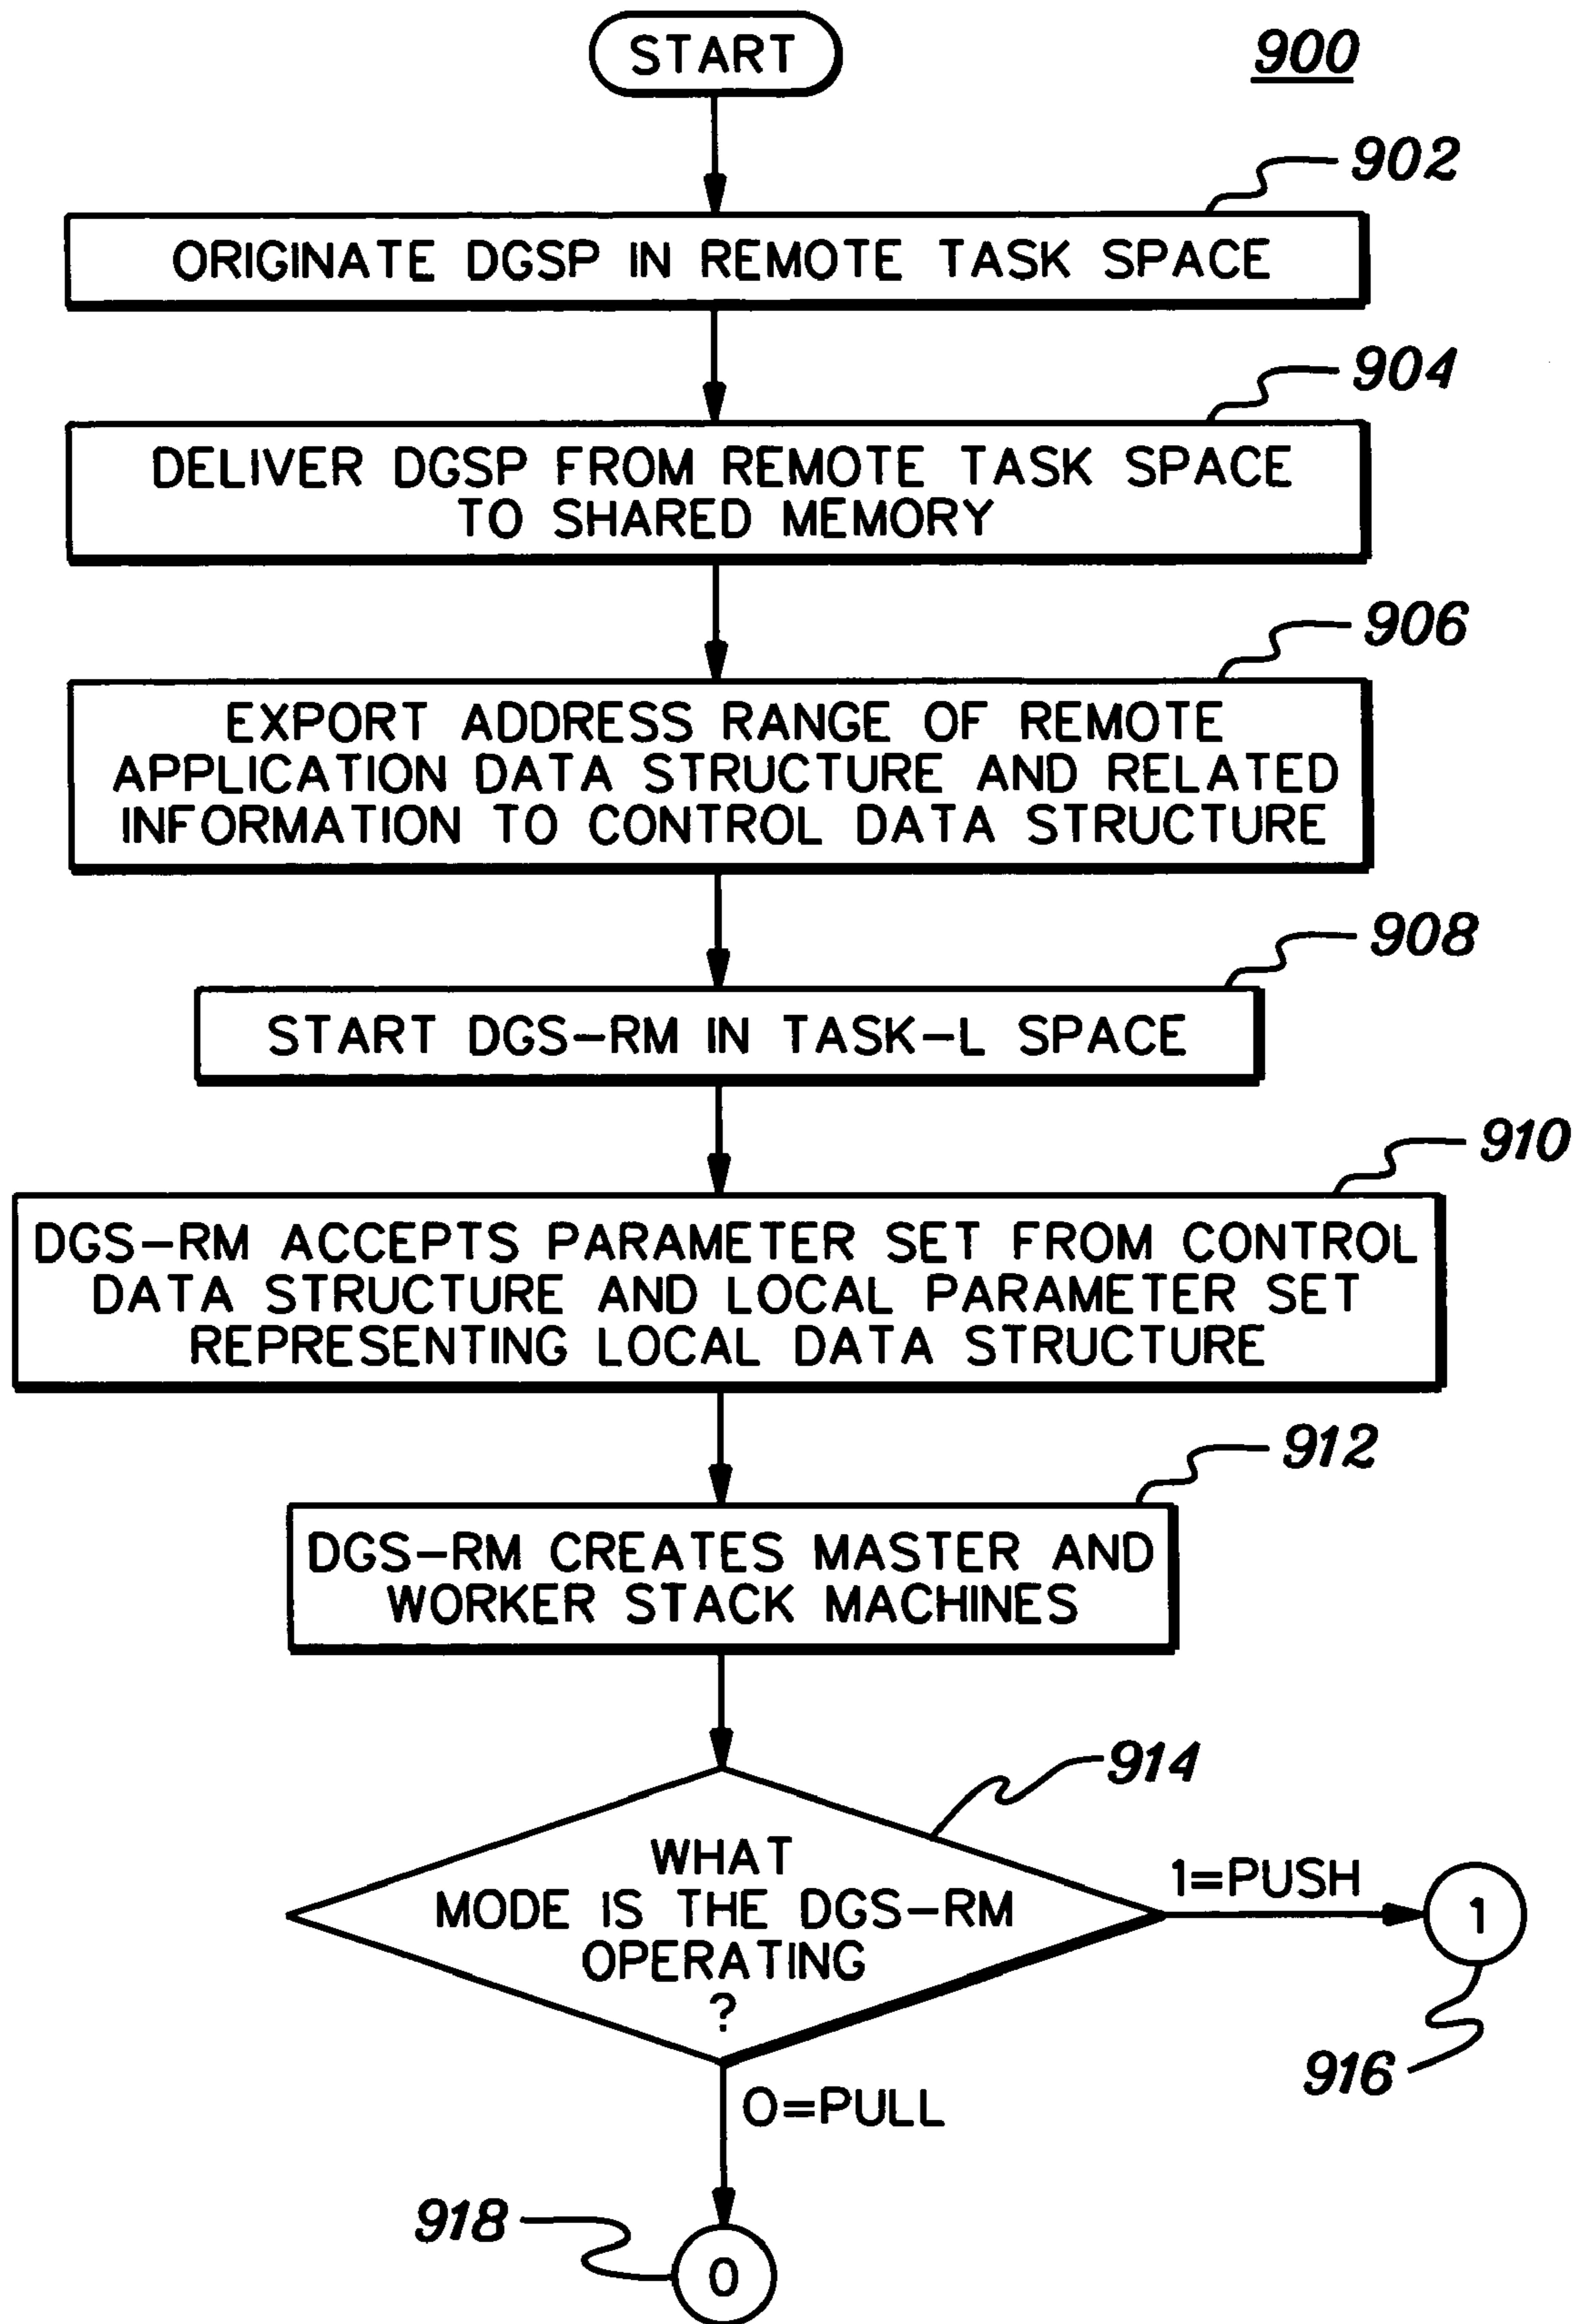 START
900
902
ORIGINATE DGSP IN REMOTE TASK SPACE
904
DELIVER DGSP FROM REMOTE TASK SPACE
TO SHARED MEMORY
906
EXPORT ADDRESS RANGE OF REMOTE
APPLICATION DATA STRUCTURE AND RELATED
INFORMATION TO CONTROL DATA STRUCTURE
908
START DGS-RM IN TASK-L SPACE
910
DGS-RM ACCEPTS PARAMETER SET FROM CONTROL
DATA STRUCTURE AND LOCAL PARAMETER SET
REPRESENTING LOCAL DATA STRUCTURE
912
DGS-RM CREATES MASTER AND
WORKER STACK MACHINES
914
WHAT
MODE IS THE DGS-RM
OPERATING
?
1=PUSH
1
916
0=PULL
918
0